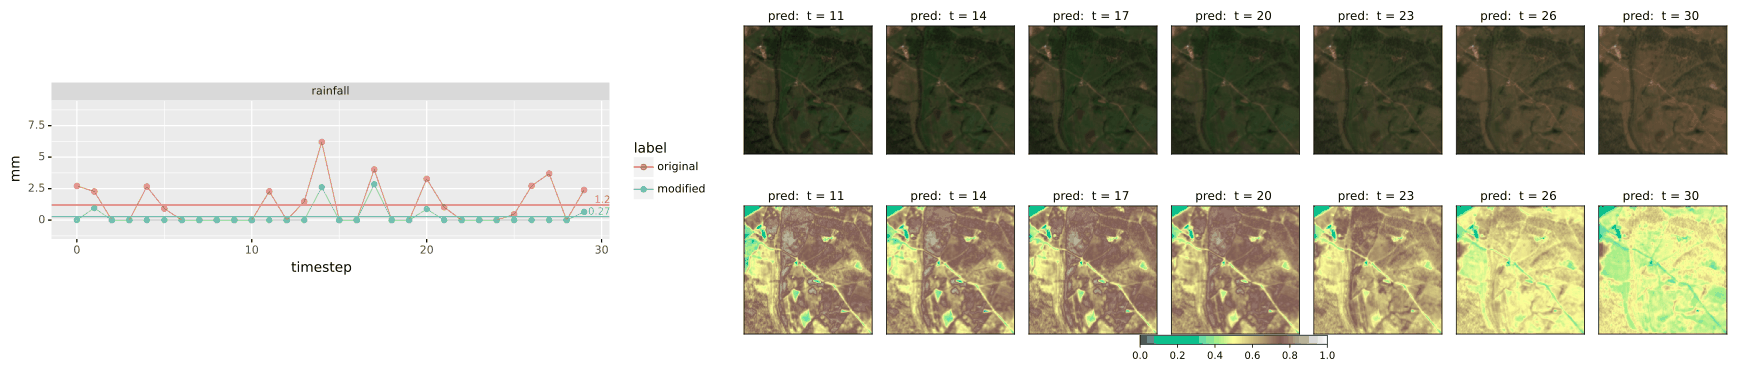 rainfall
mm
7.5
5
2.5
0
1.2
0.27
0
10
20
30
timestep
label
original
modified
pred: t = 11
pred: t = 14
pred: t = 17
pred: t = 20
pred: t = 23
pred: t = 26
pred: t = 30
pred: t = 11
pred: t = 14
pred: t = 17
pred: t = 20
pred: t = 23
pred: t = 26
pred: t = 30
0.0
0.2
0.4
0.6
0.8
1.0